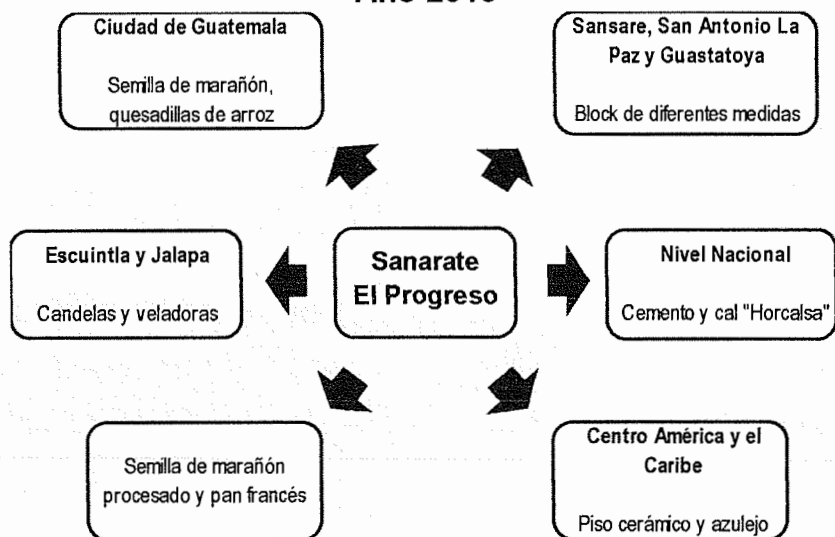 Ciudad de Guatemala
Semilla de marañón,
quesadillas de arroz
Sansare, San Antonio La
Paz y Guastatoya
Block de diferentes medidas
Escuintla y Jalapa
Candelas y veladoras
Sanarate
El Progreso
Nivel Nacional
Cemento y cal "Horcalsa"
Semilla de marañón
procesado y pan francés
Centro América y el
Caribe
Piso cerámico y azulejo